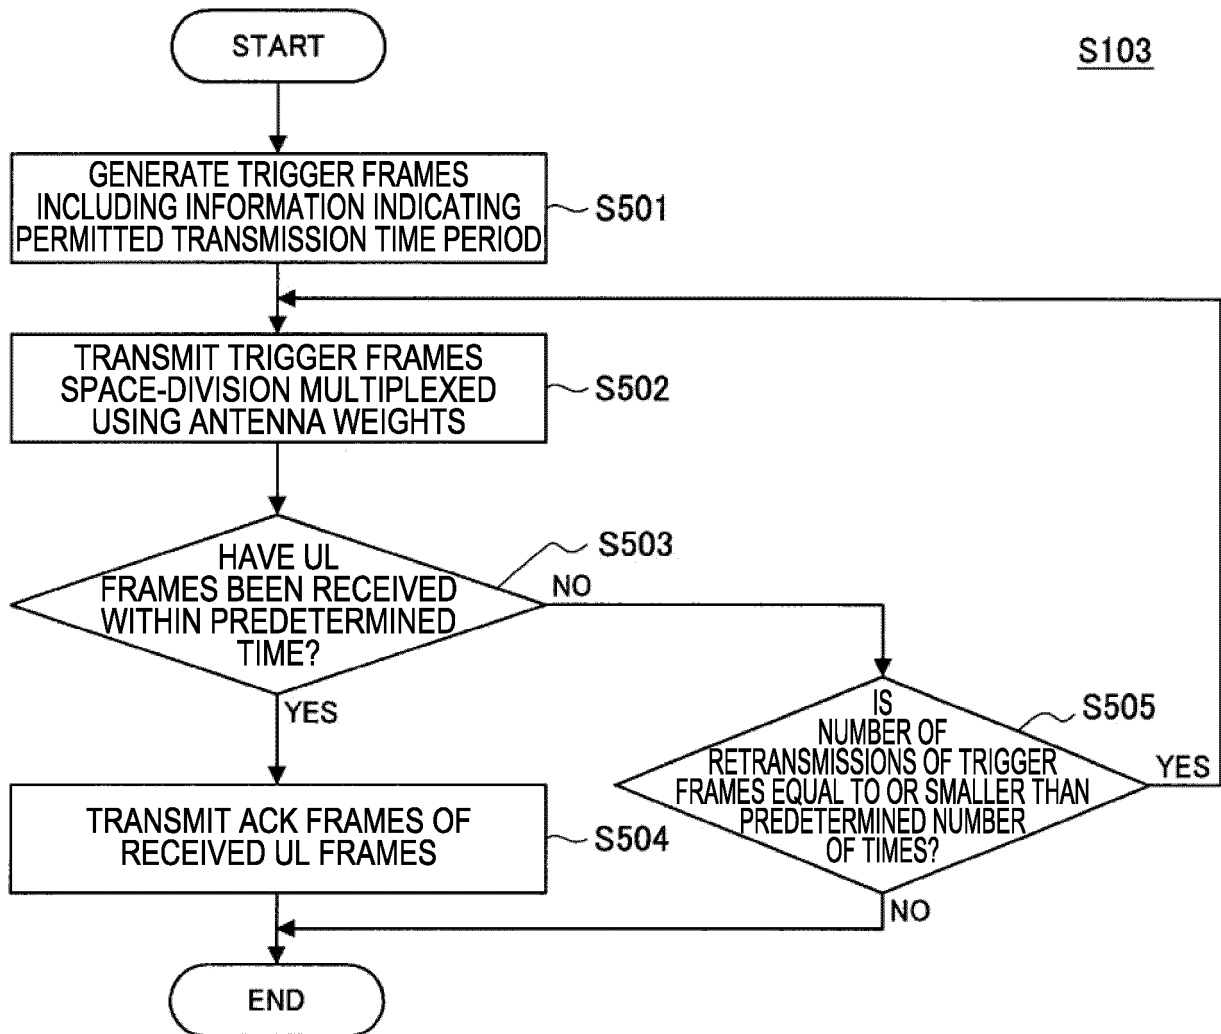 START
S103
GENERATE TRIGGER FRAMES
INCLUDING INFORMATION INDICATING
PERMITTED TRANSMISSION TIME PERIOD
S501
TRANSMIT TRIGGER FRAMES
SPACE-DIVISION MULTIPLEXED
USING ANTENNA WEIGHTS
S502
HAVE UL
FRAMES BEEN RECEIVED
WITHIN PREDETERMINED
TIME?
S503
NO
YES
IS
NUMBER OF
RETRANSMISSIONS OF TRIGGER
FRAMES EQUAL TO OR SMALLER THAN
PREDETERMINED NUMBER
OF TIMES?
S505
YES
NO
TRANSMIT ACK FRAMES OF
RECEIVED UL FRAMES
S504
END